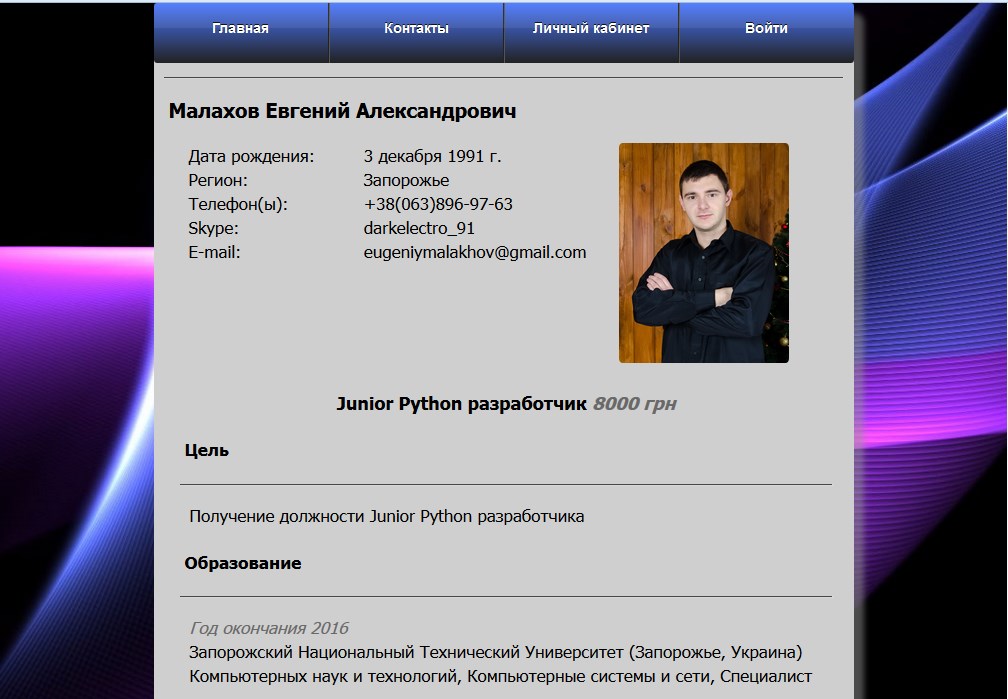 Главная Контакты Личный кабинет Войти
Малахов Евгений Александрович
Дата рождения: 3 декабря 1991 г.
Регион: Запорожье
Телефон(ы): +38(063)896-97-63
Skype: darkelectro_91
E-mail: eugeniymalakhov@gmail.com
Junior Python разработчик 8000 грн
Цель
Получение должности Junior Python разработчика
Образование
Год окончания 2016
Запорожский Национальный Технический Университет (Запорожье, Украина)
Компьютерных наук и технологий, Компьютерные системы и сети, Специалист